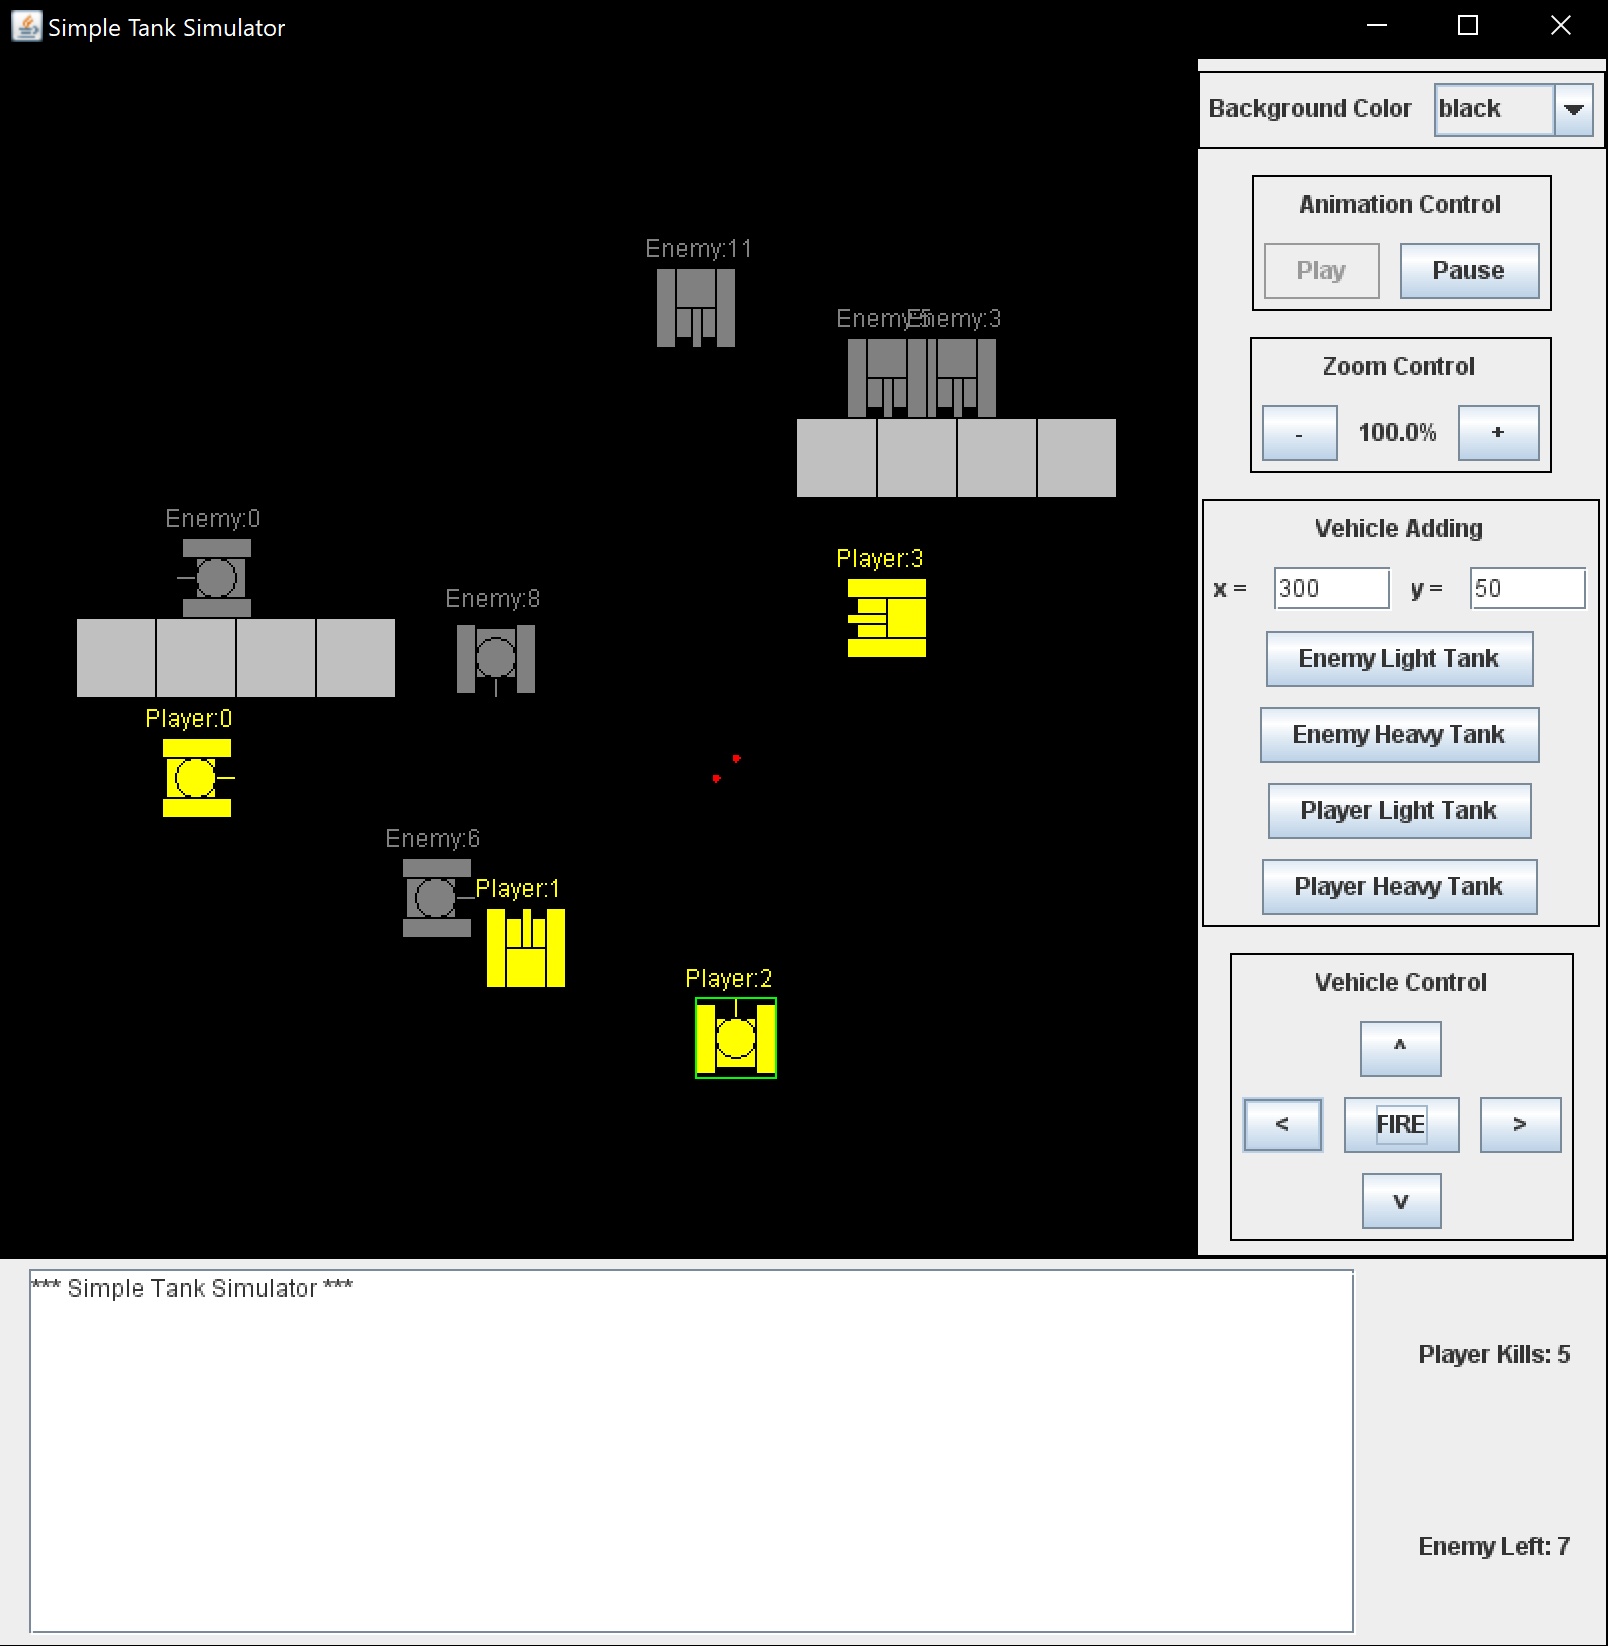 Simple Tank Simulator
Background Color black
Animation Control
Play Pause
Zoom Control
- 100.0% +
Vehicle Adding
x = 300 y = 50
Enemy Light Tank
Enemy Heavy Tank
Player Light Tank
Player Heavy Tank
Vehicle Control
^
< FIRE >
v
Enemy:11
Enemy:5 Enemy:3
Enemy:0
Player:3
Enemy:8
Player:0
Enemy:6
Player:1
Player:2
*** Simple Tank Simulator ***
Player Kills: 5
Enemy Left: 7